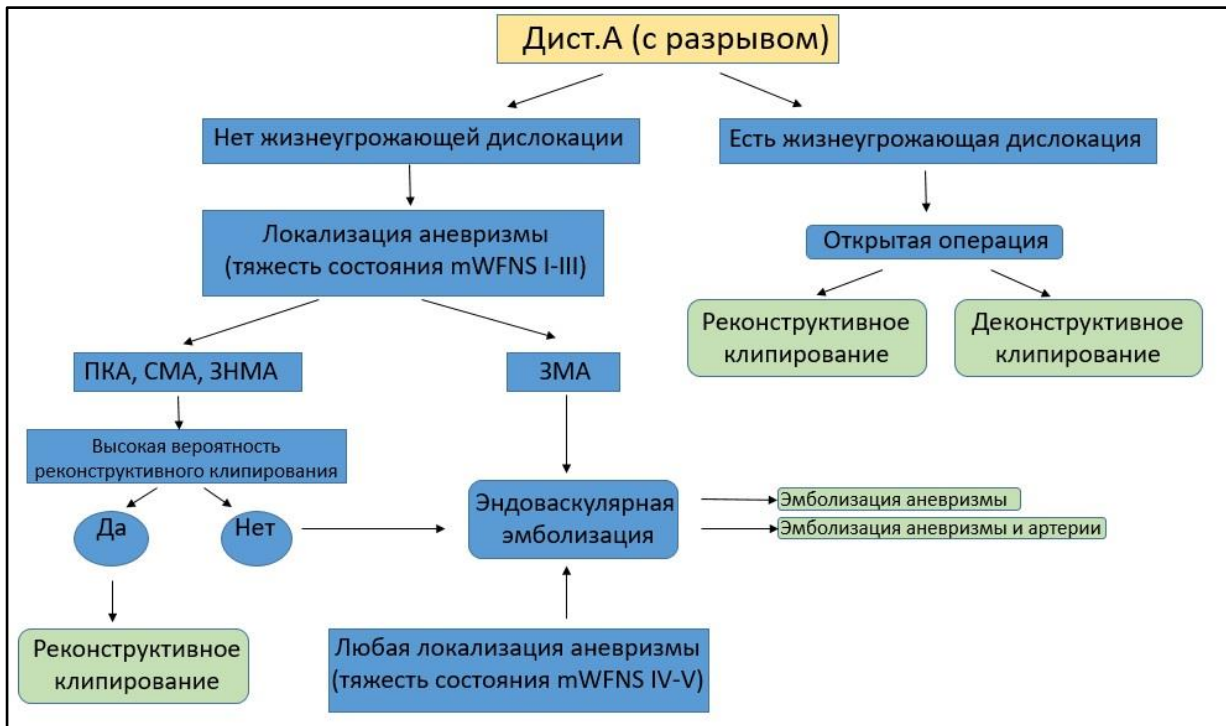 Дист.А (с разрывом)
Нет жизнеугрожающей дислокации
Есть жизнеугрожающая дислокация
Локализация аневризмы
(тяжесть состояния mWFNS I-III)
Открытая операция
Реконструктивное
клипирование
Деконструктивное
клипирование
ПКА, СМА, ЗНМА
ЗМА
Высокая вероятность
реконструктивного клипирования
Да
Нет
Эндоваскулярная
эмболизация
Эмболизация аневризмы
Эмболизация аневризмы и артерии
Реконструктивное
клипирование
Любая локализация аневризмы
(тяжесть состояния mWFNS IV-V)